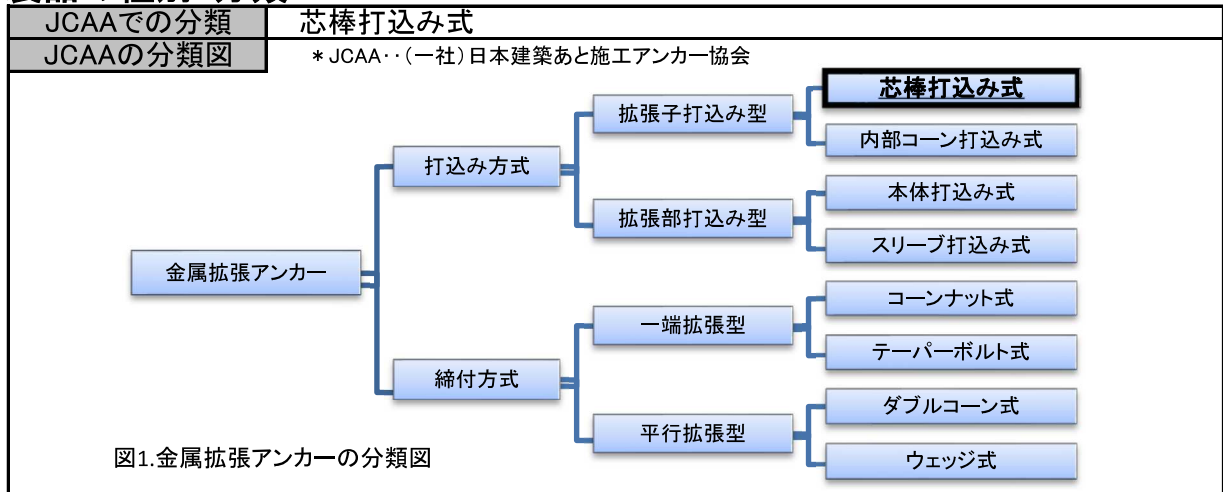 JCAAでの分類 芯棒打込み式
JCAAの分類図 *JCAA‥(一社)日本建築あと施工アンカー協会
芯棒打込み式
拡張子打込み型
内部コーン打込み式
打込み方式
本体打込み式
拡張部打込み型
スリーブ打込み式
金属拡張アンカー
コーンナット式
一端拡張型
テーパーボルト式
締付方式
ダブルコーン式
平行拡張型
ウェッジ式
図1.金属拡張アンカーの分類図